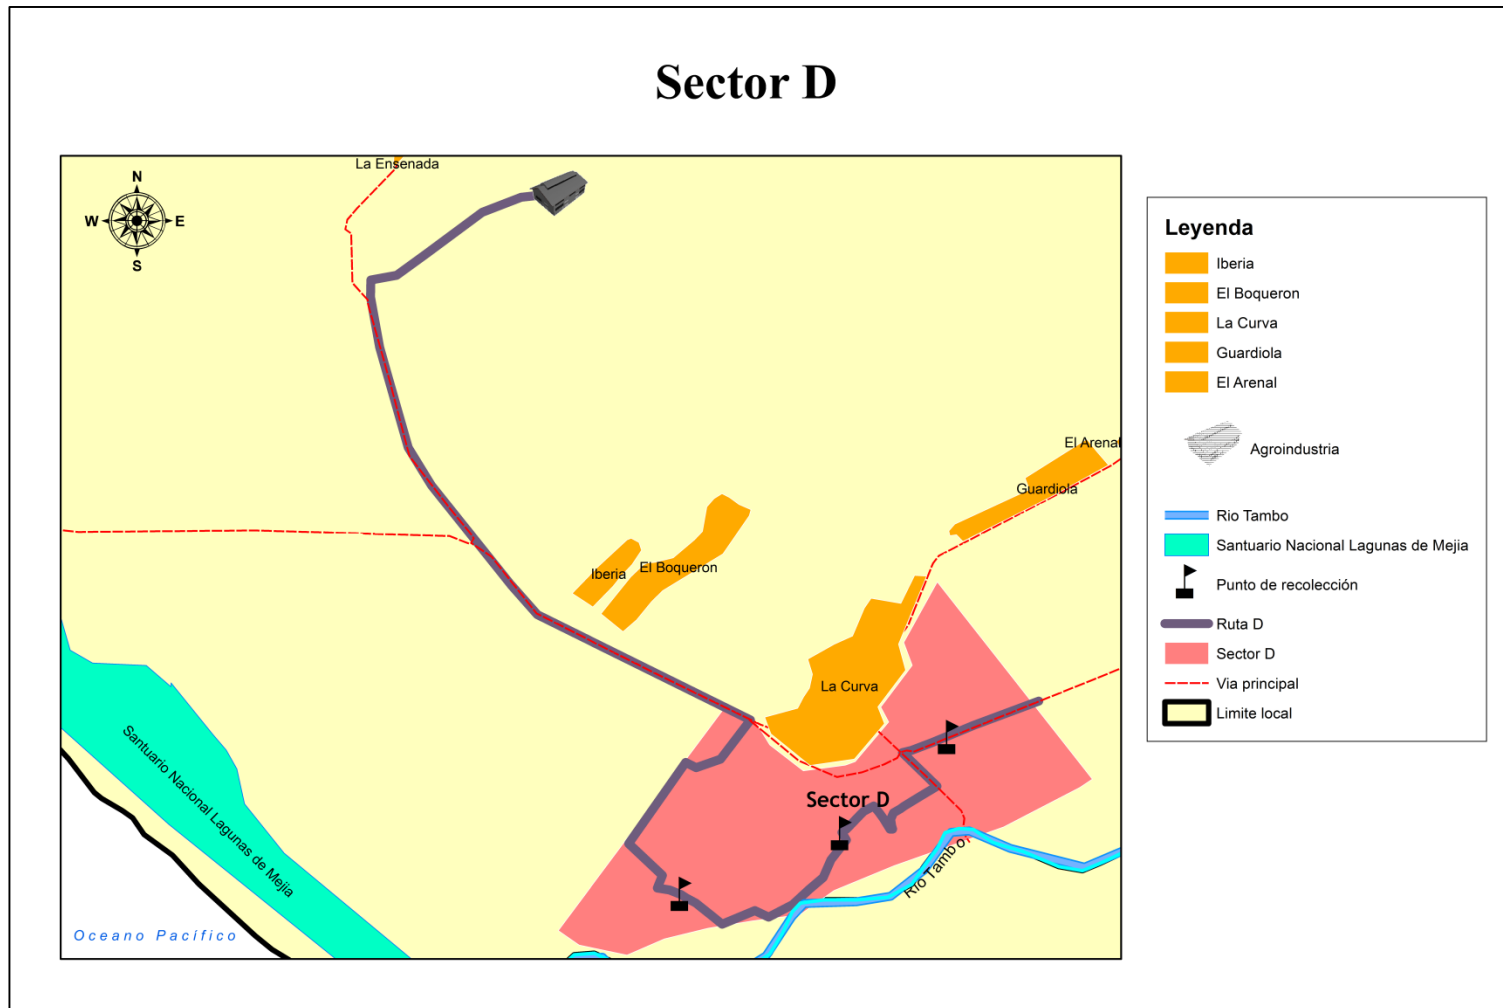 Sector D
La Ensenada
N
W
E
S
El Arenal
Guardiola
Iberia
El Boqueron
La Curva
Sector D
Rio Tambo
Santuario Nacional Lagunas de Mejia
Oceano Pacífico
Leyenda
Iberia
El Boqueron
La Curva
Guardiola
El Arenal
Agroindustria
Rio Tambo
Santuario Nacional Lagunas de Mejia
Punto de recolección
Ruta D
Sector D
Via principal
Limite local